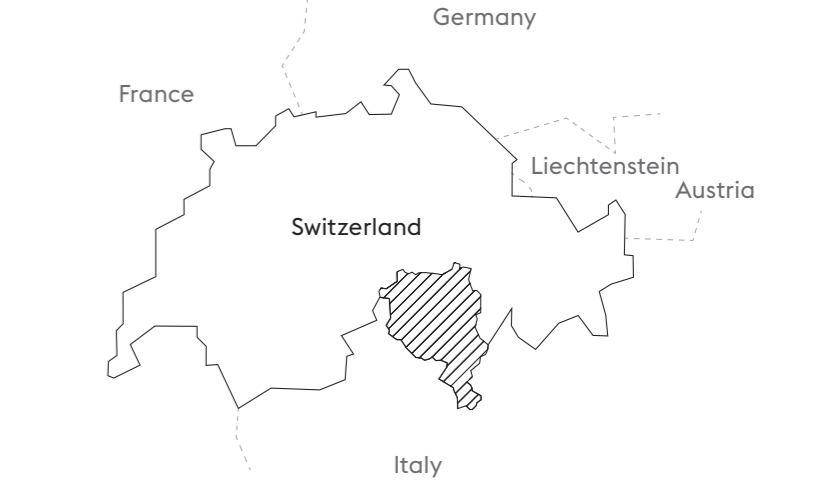 Germany
France
Liechtenstein
Austria
Switzerland
Italy